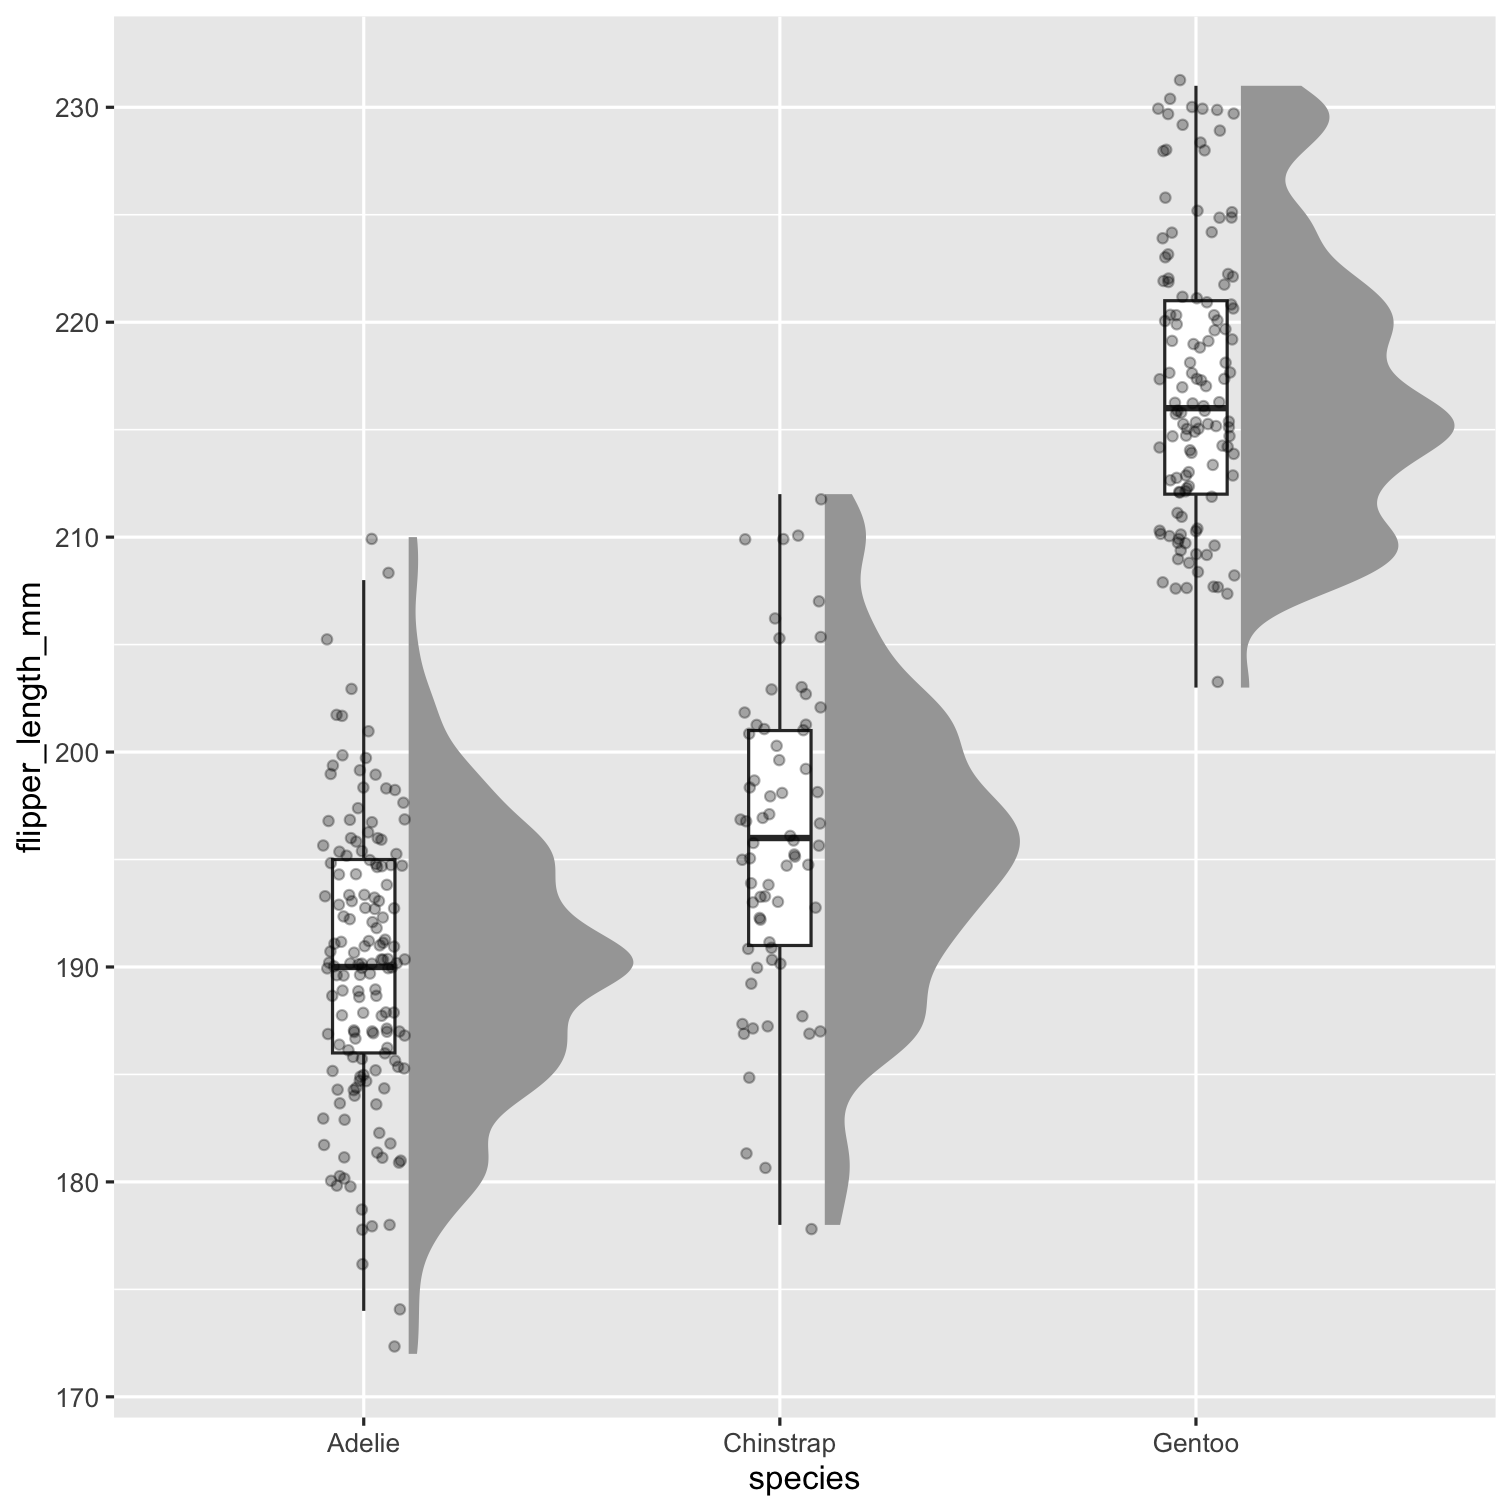 flipper_length_mm
230
220
210
200
190
180
170
Adelie
Chinstrap
Gentoo
species